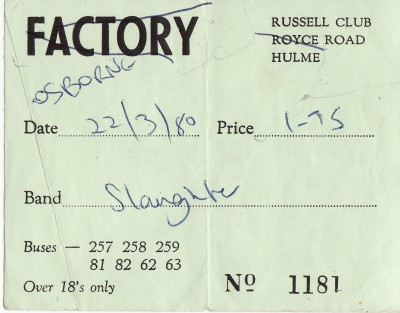 FACTORY
RUSSELL CLUB
ROYCE ROAD
HULME
OSBORNE
Date 22/3/80 Price 1-75
Band Slaughter
Buses — 257 258 259
81 82 62 63
Over 18's only
Nº 1181